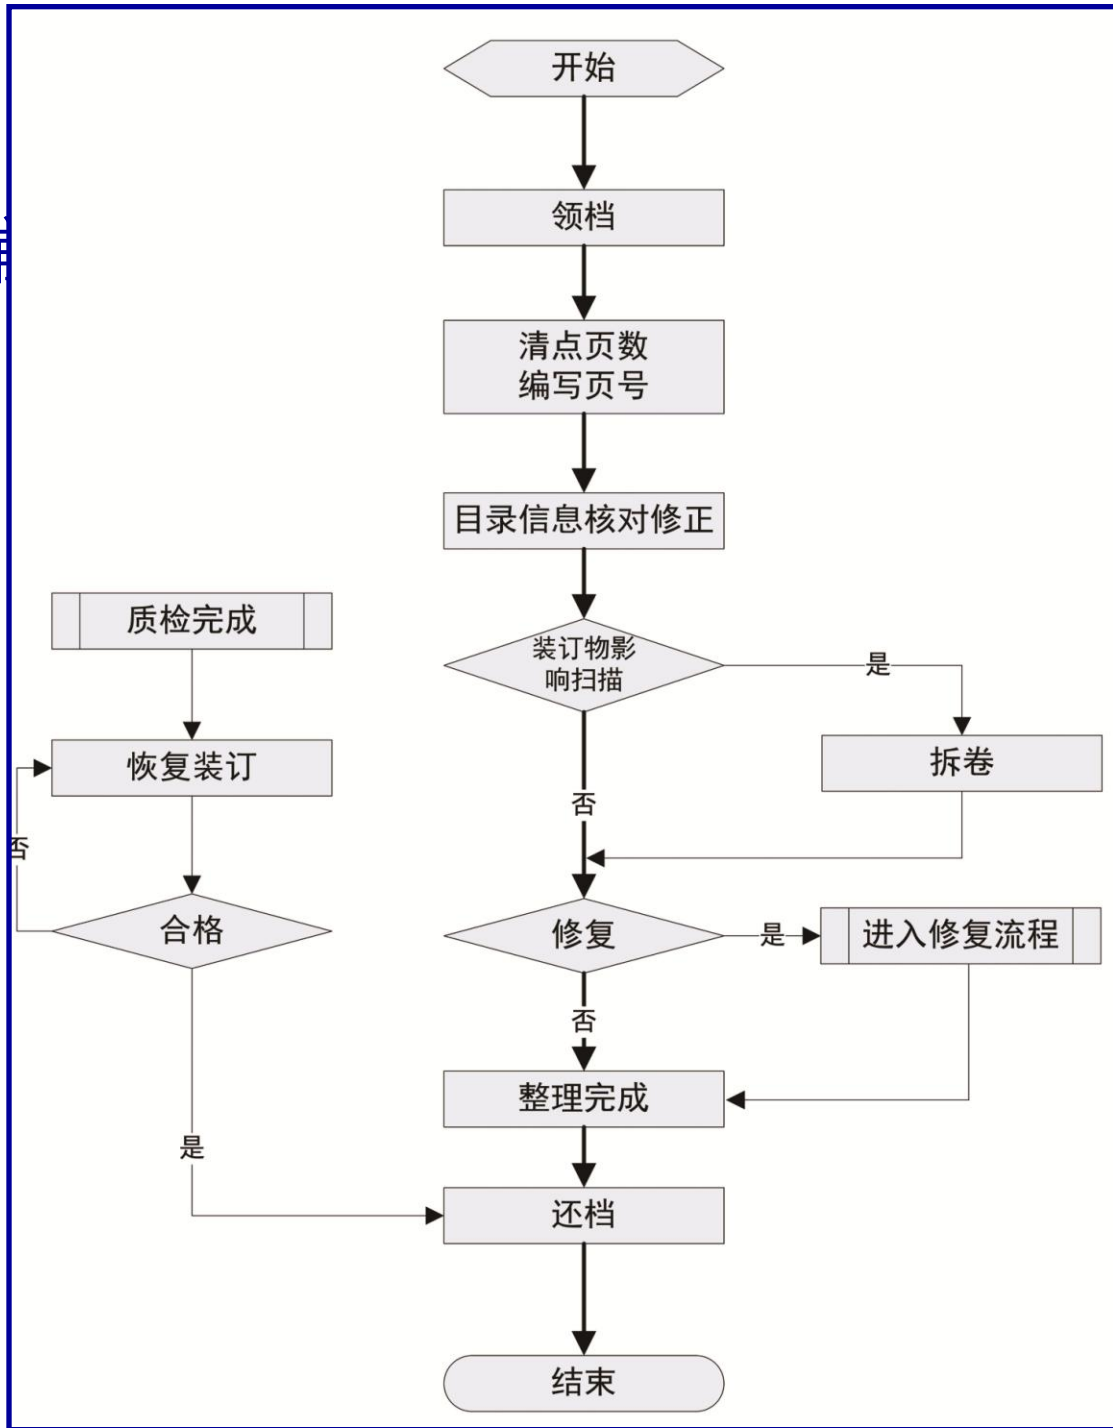 开始
领档
清点页数
编写页号
目录信息核对修正
质检完成
装订物影
响扫描
是
恢复装订
拆卷
否
否
合格
修复
是
进入修复流程
否
整理完成
是
还档
结束